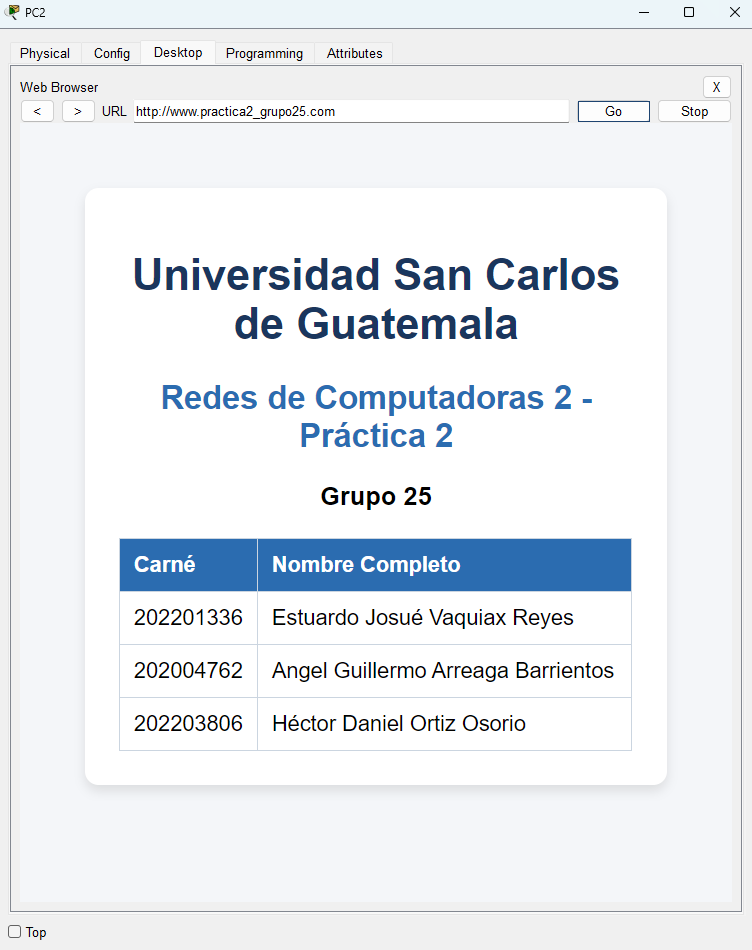 PC2
Physical Config Desktop Programming Attributes
Web Browser X
< > URL http://www.practica2_grupo25.com Go Stop
Universidad San Carlos
de Guatemala
Redes de Computadoras 2 -
Práctica 2
Grupo 25
Carné Nombre Completo
202201336 Estuardo Josué Vaquiax Reyes
202004762 Angel Guillermo Arreaga Barrientos
202203806 Héctor Daniel Ortiz Osorio
Top